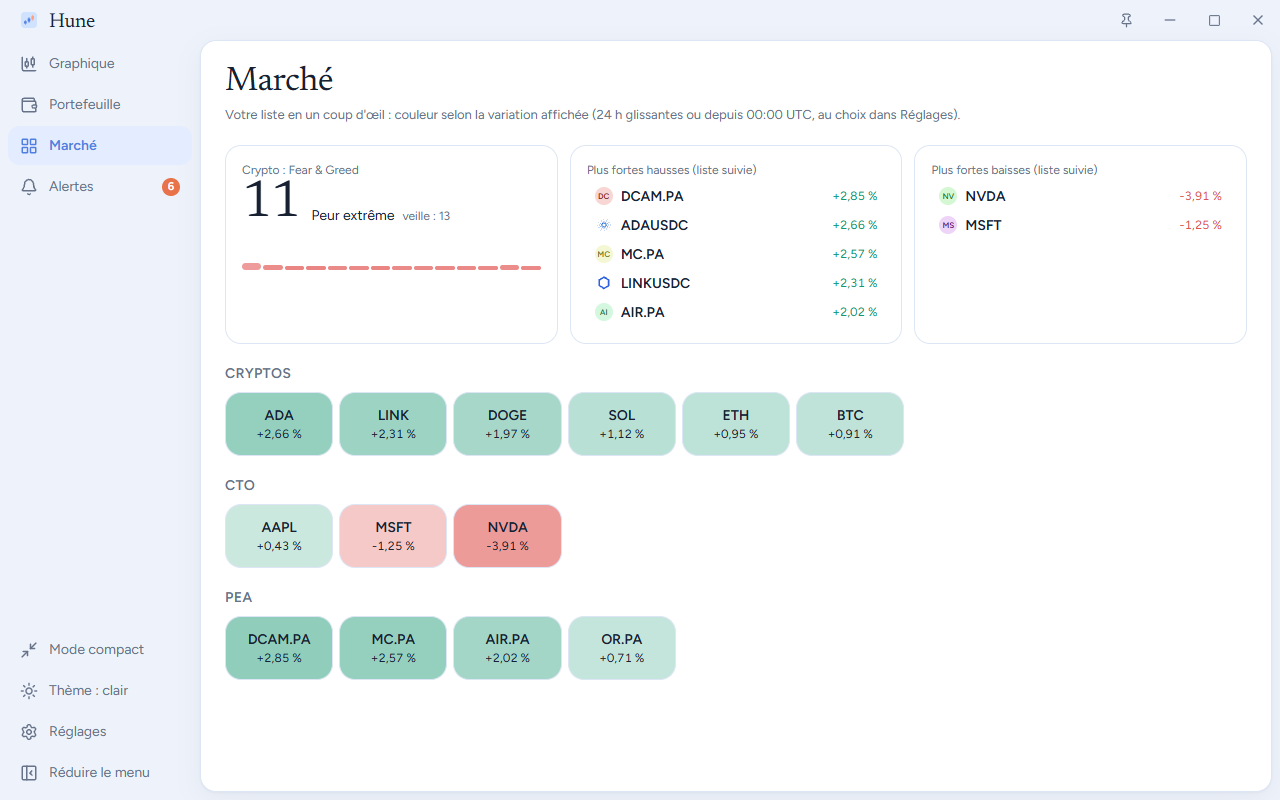 Hune
Graphique
Portefeuille
Marché
Alertes 6
Mode compact
Thème : clair
Réglages
Réduire le menu
Marché
Votre liste en un coup d'œil : couleur selon la variation affichée (24 h glissantes ou depuis 00:00 UTC, au choix dans Réglages).
Crypto : Fear & Greed
11 Peur extrême veille : 13
Plus fortes hausses (liste suivie)
DC DCAM.PA +2,85 %
ADAUSDC +2,66 %
MC MC.PA +2,57 %
LINKUSDC +2,31 %
AI AIR.PA +2,02 %
Plus fortes baisses (liste suivie)
NV NVDA -3,91 %
MS MSFT -1,25 %
CRYPTOS
ADA LINK DOGE SOL ETH BTC
+2,66 % +2,31 % +1,97 % +1,12 % +0,95 % +0,91 %
CTO
AAPL MSFT NVDA
+0,43 % -1,25 % -3,91 %
PEA
DCAM.PA MC.PA AIR.PA OR.PA
+2,85 % +2,57 % +2,02 % +0,71 %